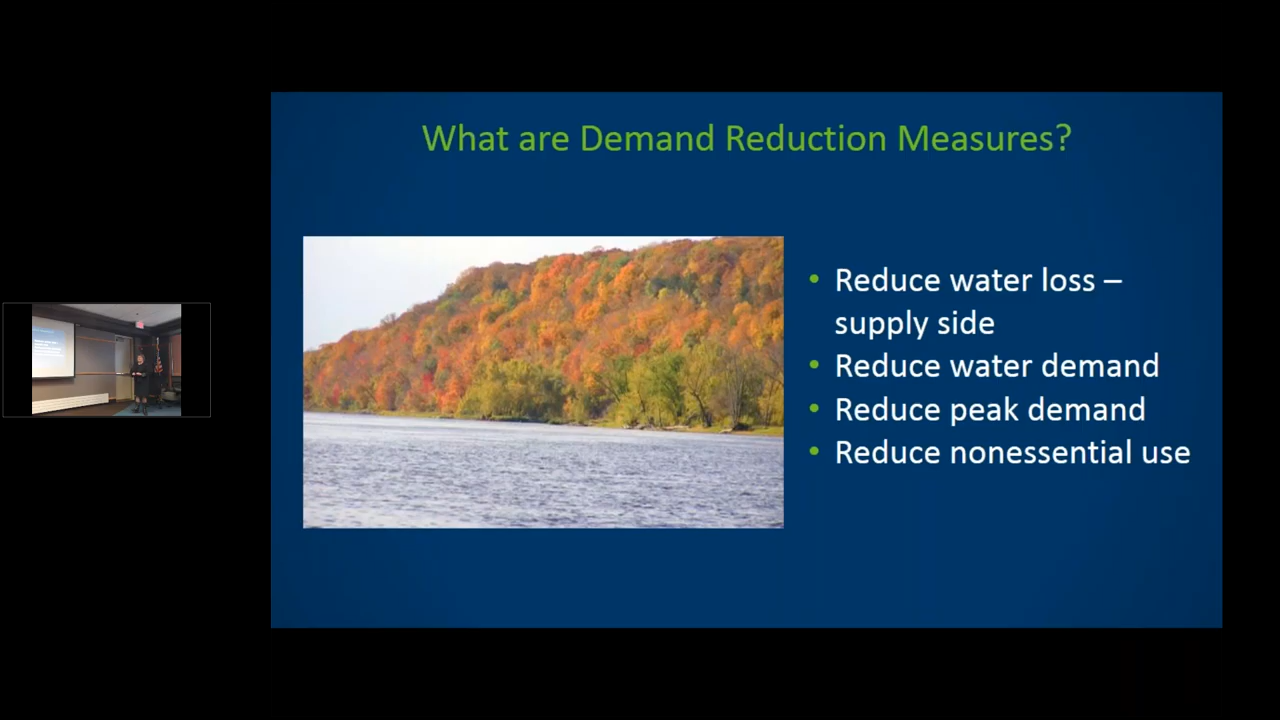 What are Demand Reduction Measures?
• Reduce water loss –
supply side
• Reduce water demand
• Reduce peak demand
• Reduce nonessential use